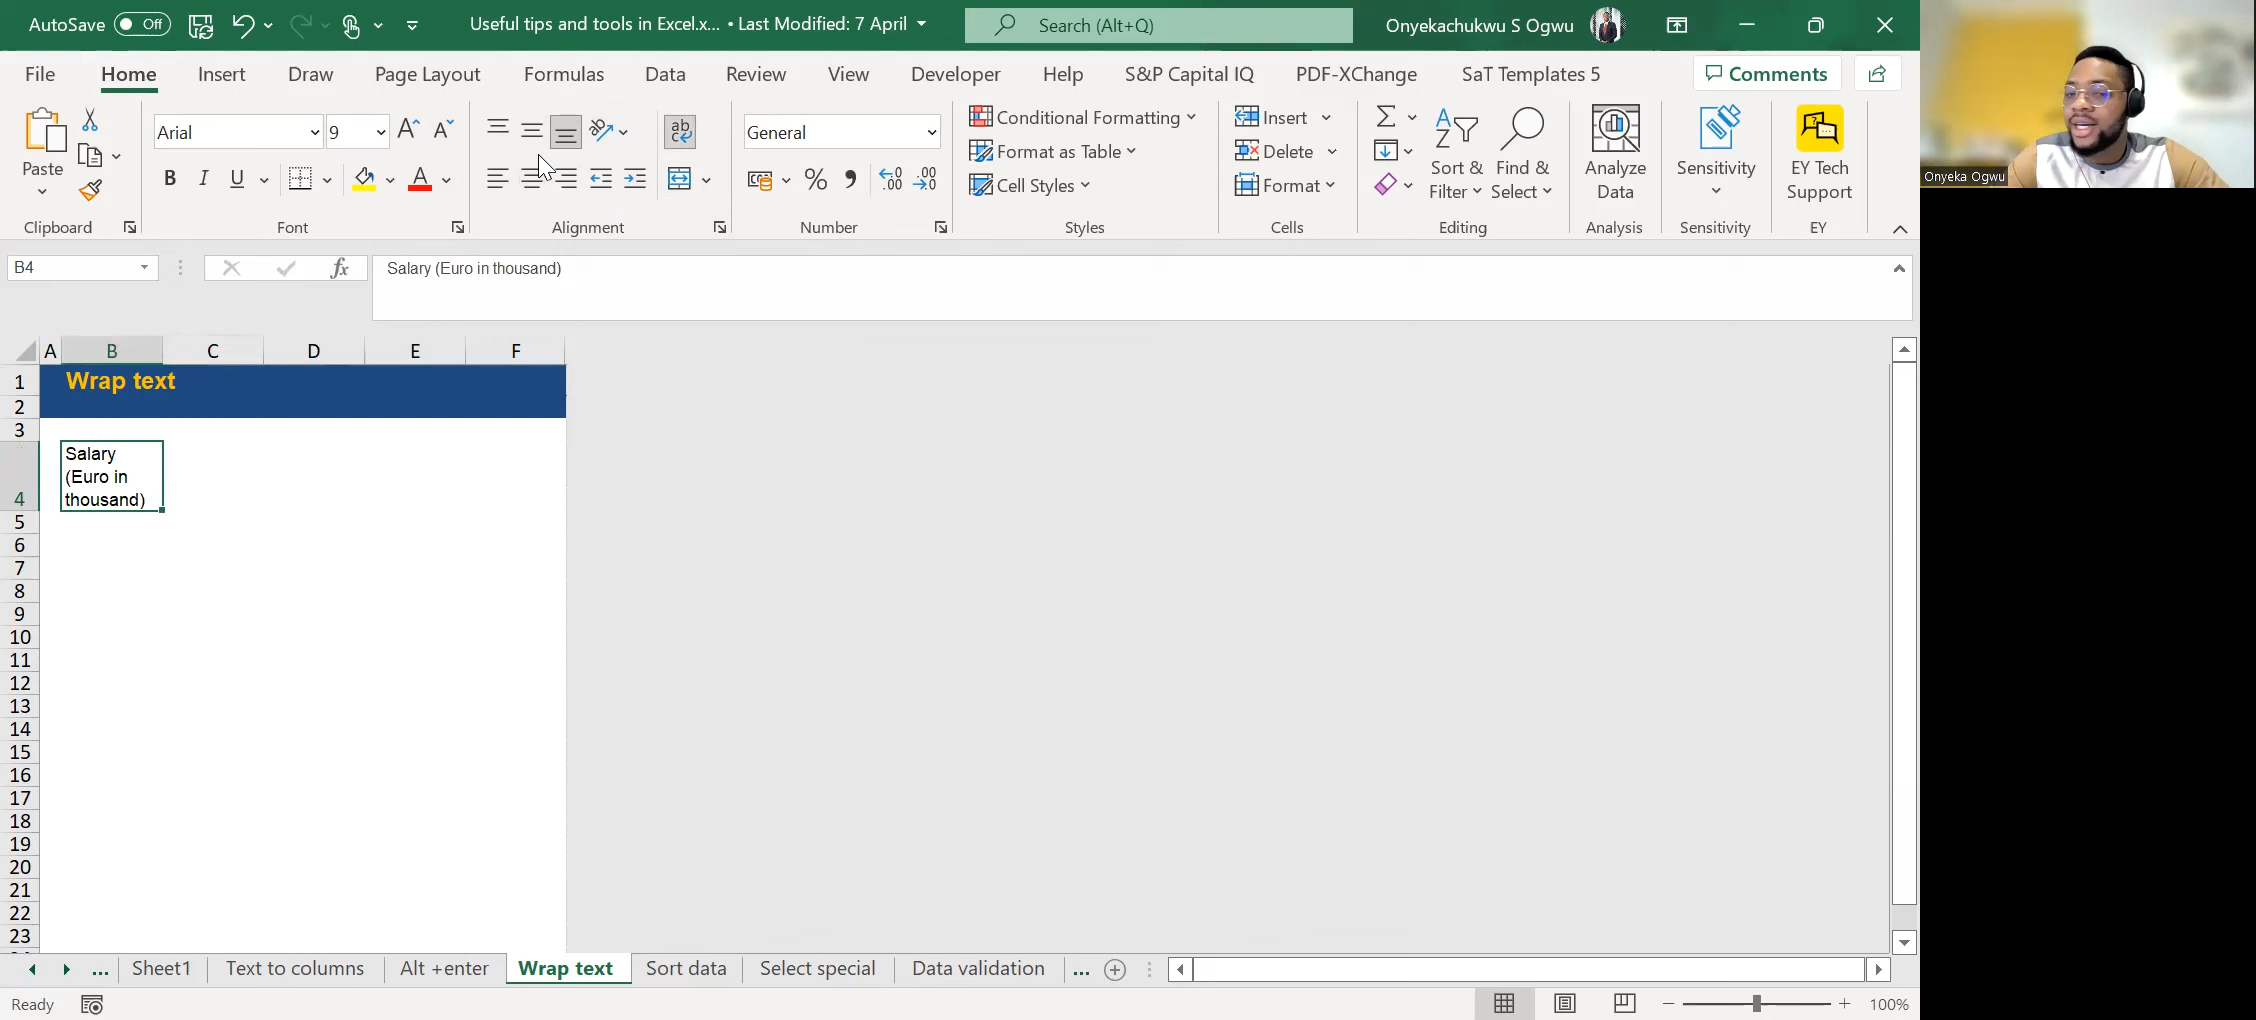 AutoSave Off Useful tips and tools in Excel.x... • Last Modified: 7 April Search (Alt+Q) Onyekachukwu S Ogwu
File Home Insert Draw Page Layout Formulas Data Review View Developer Help S&P Capital IQ PDF-XChange SaT Templates 5 Comments
Paste
Clipboard
Arial 9
B I U A
Font
ab
Alignment
General
% .00
Number
Conditional Formatting
Format as Table
Cell Styles
Styles
Insert
Delete
Format
Cells
Sort & Filter
Find & Select
Editing
Analyze Data
Analysis
Sensitivity
Sensitivity
EY Tech Support
EY
Onyeka Ogwu
B4 fx Salary (Euro in thousand)
A B C D E F
1 Wrap text
2
3
4 Salary
(Euro in
thousand)
5
6
7
8
9
10
11
12
13
14
15
16
17
18
19
20
21
22
23
... Sheet1 Text to columns Alt +enter Wrap text Sort data Select special Data validation ...
Ready 100%